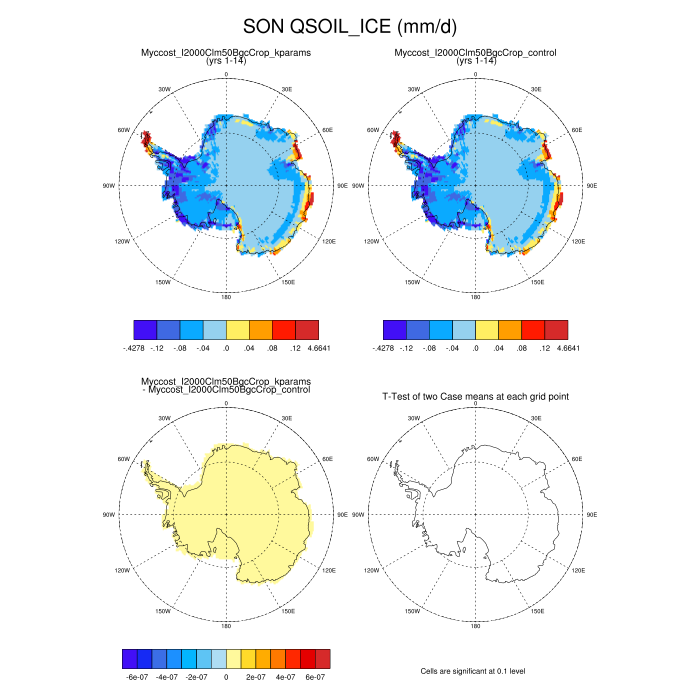 SON QSOIL_ICE (mm/d)
Myccost_I2000Clm50BgcCrop_kparams
(yrs 1-14)
Myccost_I2000Clm50BgcCrop_control
(yrs 1-14)
0
30W
30E
60W
60E
90W
90E
120W
120E
150W
150E
180
0
30W
30E
60W
60E
90W
90E
120W
120E
150W
150E
180
-.4278 -.12 -.08 -.04 .0 .04 .08 .12 4.6641
-.4278 -.12 -.08 -.04 .0 .04 .08 .12 4.6641
Myccost_I2000Clm50BgcCrop_kparams
- Myccost_I2000Clm50BgcCrop_control
T-Test of two Case means at each grid point
0
30W
30E
60W
60E
90W
90E
120W
120E
150W
150E
180
0
30W
30E
60W
60E
90W
90E
120W
120E
150W
150E
180
-6e-07 -4e-07 -2e-07 0 2e-07 4e-07 6e-07
Cells are significant at 0.1 level